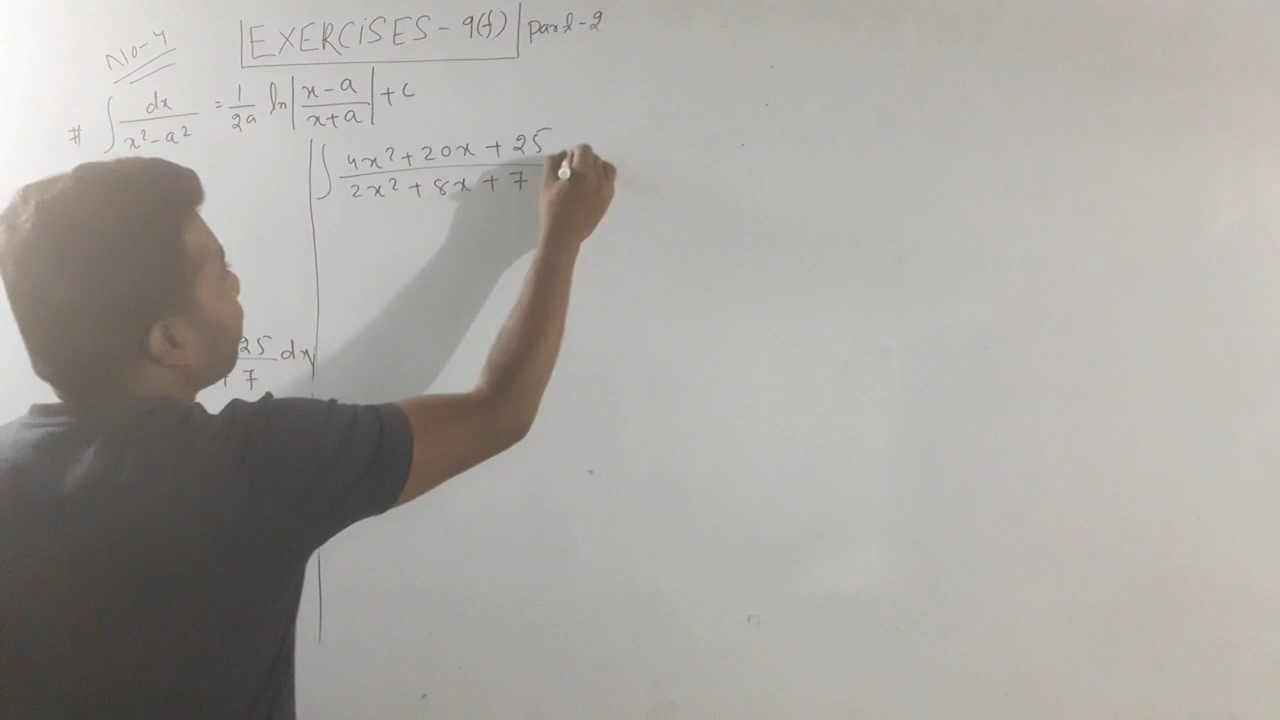 No-4
EXERCISES - 9(f) part-2
# ∫ dx / (x² - a²) = 1/2a ln |(x-a)/(x+a)| + c
∫ (4x² + 20x + 25) / (2x² + 8x + 7)
25 / + 7 dx